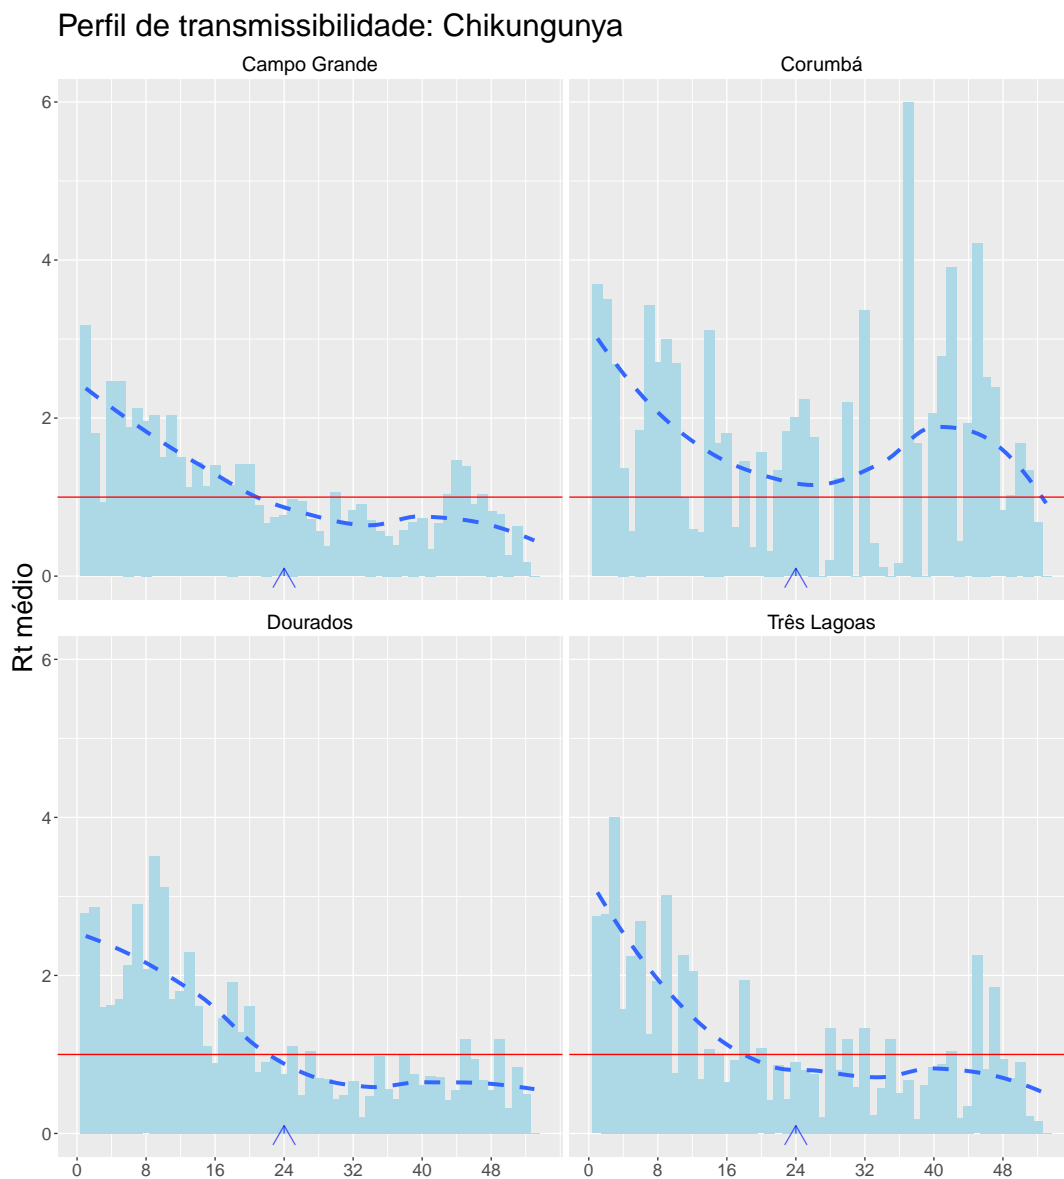 Perfil de transmissibilidade: Chikungunya
Campo Grande
Corumbá
6
4
2
0
Dourados
Três Lagoas
Rt médio
6
4
2
0
0 8 16 24 32 40 48
0 8 16 24 32 40 48